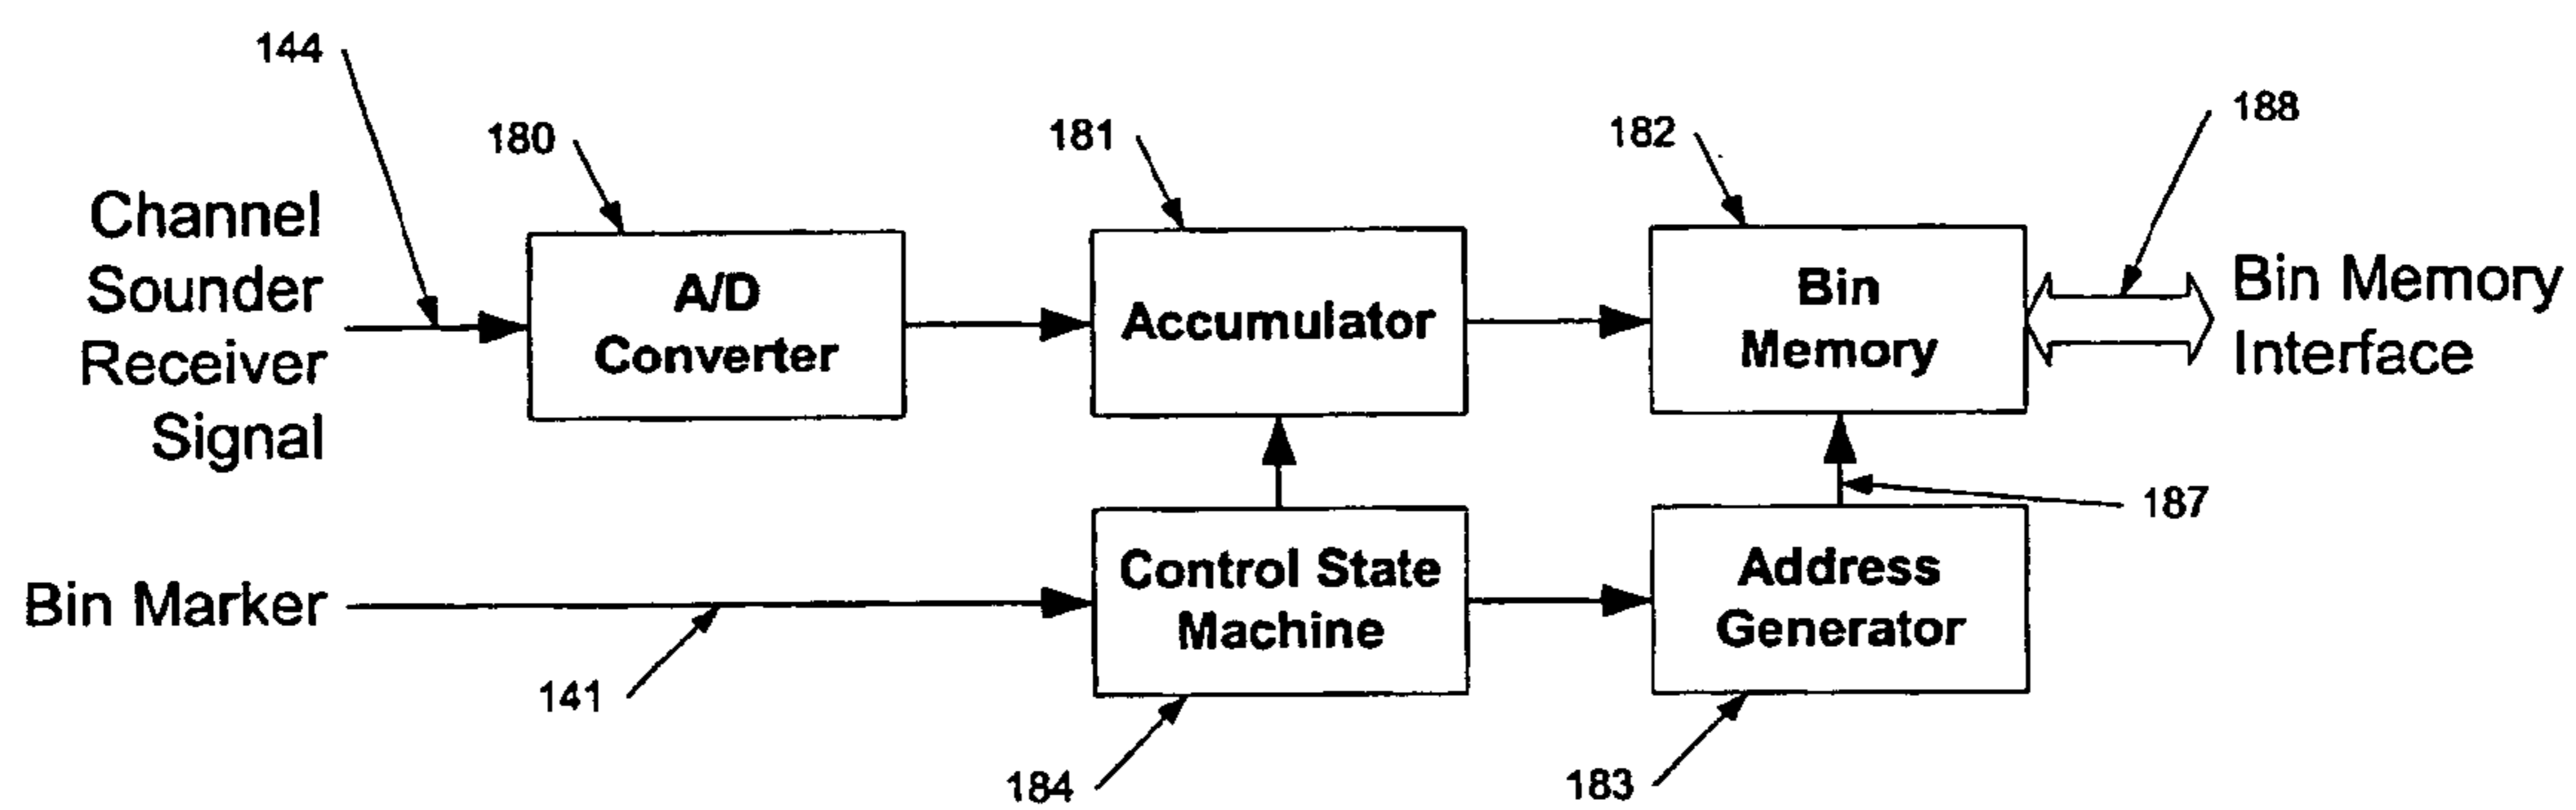 144
180
181
182
188
Channel
Sounder
Receiver
Signal
A/D
Converter
Accumulator
Bin
Memory
Bin Memory
Interface
187
Bin Marker
141
Control State
Machine
Address
Generator
184
183